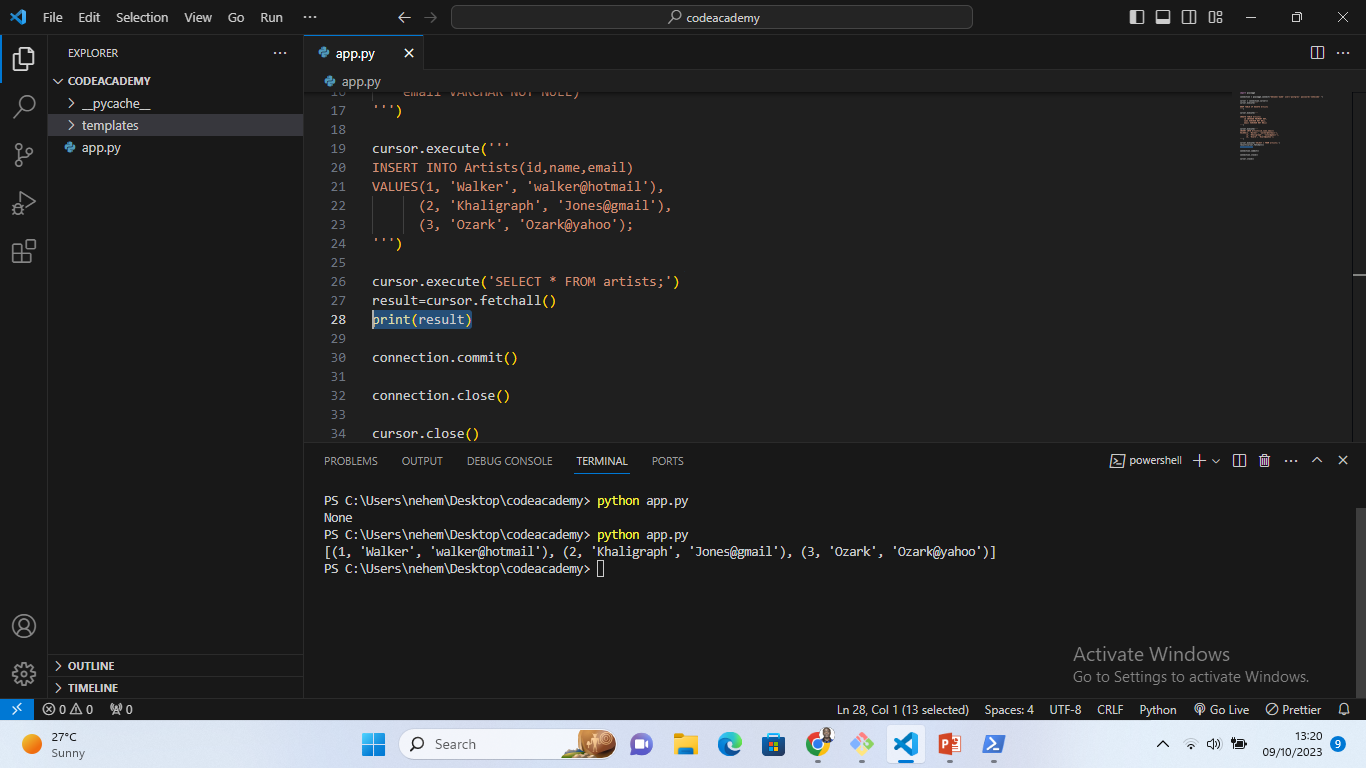 File Edit Selection View Go Run ··· codeacademy
EXPLORER ···
CODEACADEMY
__pycache__
templates
app.py
OUTLINE
TIMELINE
app.py
app.py
16 email VARCHAR NOT NULL)
17 ''')
18
19 cursor.execute('''
20 INSERT INTO Artists(id,name,email)
21 VALUES(1, 'Walker', 'walker@hotmail'),
22 (2, 'Khaligraph', 'Jones@gmail'),
23 (3, 'Ozark', 'Ozark@yahoo');
24 ''')
25
26 cursor.execute('SELECT * FROM artists;')
27 result=cursor.fetchall()
28 print(result)
29
30 connection.commit()
31
32 connection.close()
33
34 cursor.close()
PROBLEMS OUTPUT DEBUG CONSOLE TERMINAL PORTS powershell
PS C:\Users\nehem\Desktop\codeacademy> python app.py
None
PS C:\Users\nehem\Desktop\codeacademy> python app.py
[(1, 'Walker', 'walker@hotmail'), (2, 'Khaligraph', 'Jones@gmail'), (3, 'Ozark', 'Ozark@yahoo')]
PS C:\Users\nehem\Desktop\codeacademy>
Activate Windows
Go to Settings to activate Windows.
0 0 0 Ln 28, Col 1 (13 selected) Spaces: 4 UTF-8 CRLF Python Go Live Prettier
27°C
Sunny
Search
13:20
09/10/2023
9